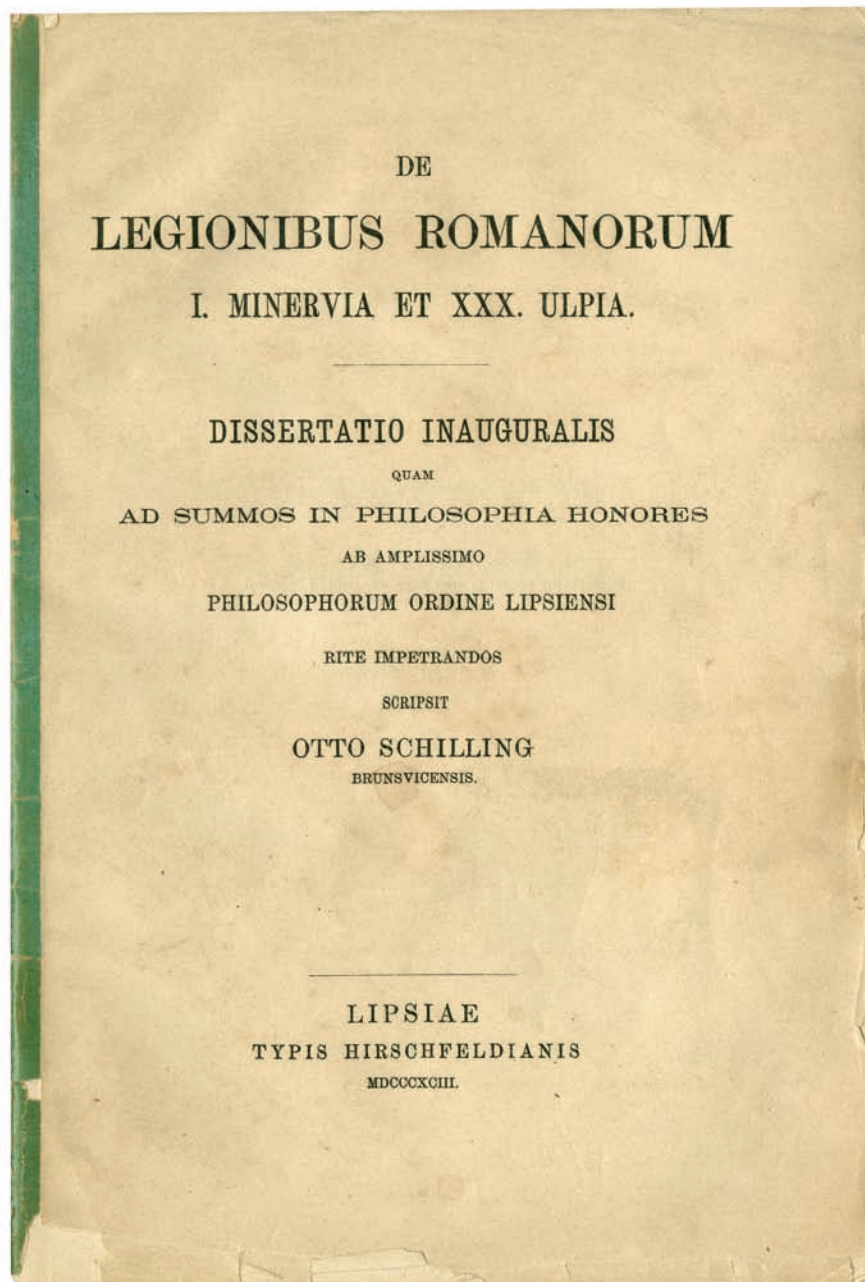 DE
LEGIONIBUS ROMANORUM
I. MINERVIA ET XXX. ULPIA.
DISSERTATIO INAUGURALIS
QUAM
AD SUMMOS IN PHILOSOPHIA HONORES
AB AMPLISSIMO
PHILOSOPHORUM ORDINE LIPSIENSI
RITE IMPETRANDOS
SCRIPSIT
OTTO SCHILLING
BRUNSVICENSIS.
LIPSIAE
TYPIS HIRSCHFELDIANIS
MDCCCXCIII.